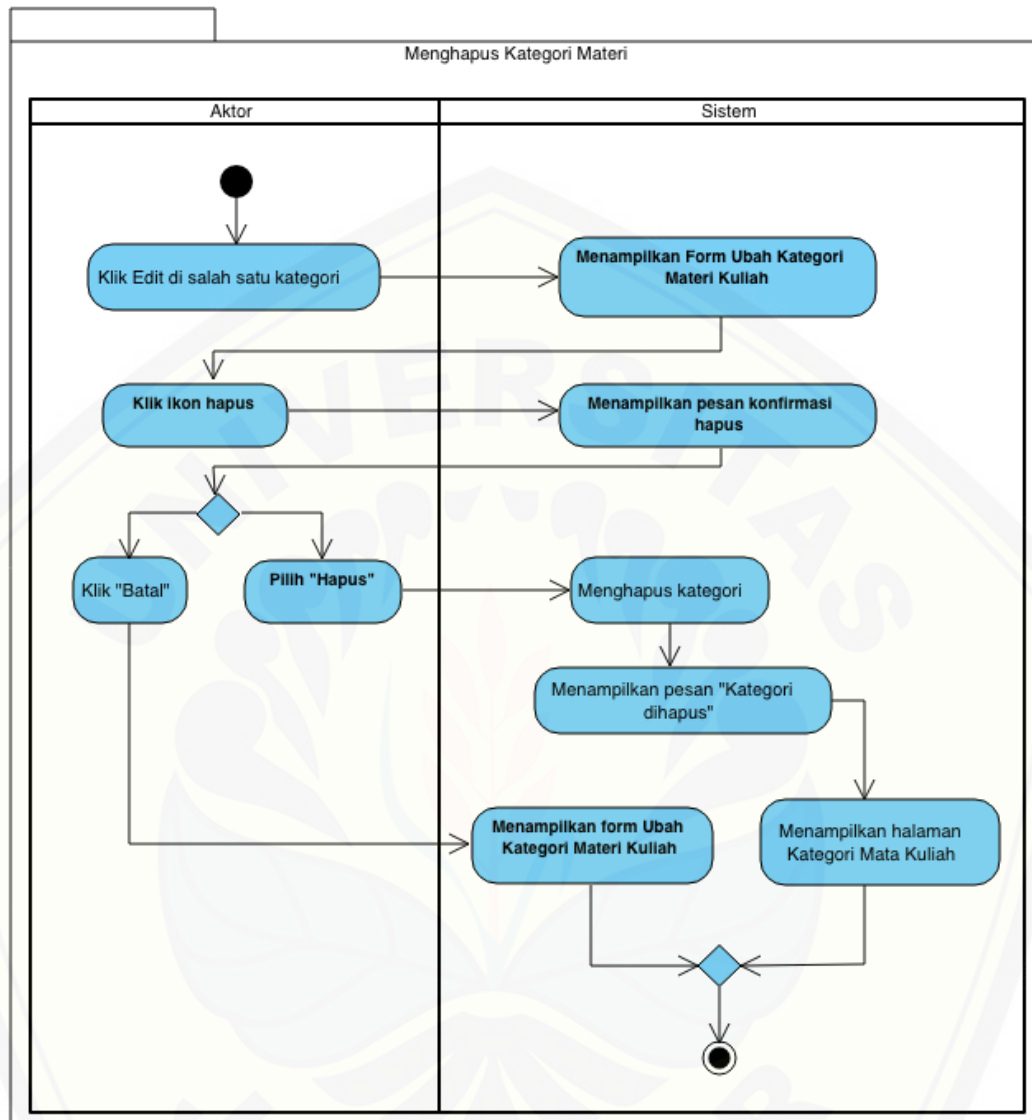 Menghapus Kategori Materi
Aktor
Sistem
Klik Edit di salah satu kategori
Menampilkan Form Ubah Kategori
Materi Kuliah
Klik ikon hapus
Menampilkan pesan konfirmasi
hapus
Klik "Batal"
Pilih "Hapus"
Menghapus kategori
Menampilkan pesan "Kategori
dihapus"
Menampilkan form Ubah
Kategori Materi Kuliah
Menampilkan halaman
Kategori Mata Kuliah
UNIVERSITAS